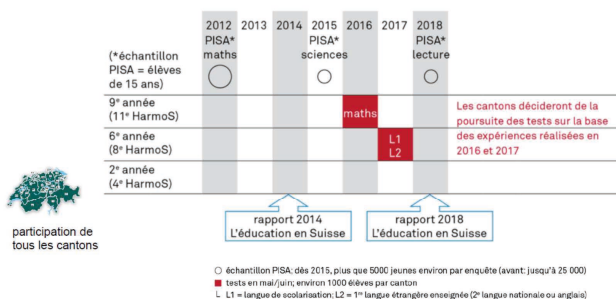 2012 2013 2014 2015 2016 2017 2018
PISA* PISA* PISA*
maths sciences lecture
(*échantillon
PISA = élèves
de 15 ans)
9e année
(11e HarmoS)
maths
6e année
(8e HarmoS)
L1
L2
2e année
(4e HarmoS)
Les cantons décideront de la
poursuite des tests sur la base
des expériences réalisées en
2016 et 2017
participation de
tous les cantons
rapport 2014
L'éducation en Suisse
rapport 2018
L'éducation en Suisse
échantillon PISA; dès 2015, plus que 5000 jeunes environ par enquête (avant: jusqu'à 25 000)
tests en mai/juin; environ 1000 élèves par canton
L L1 = langue de scolarisation; L2 = 1re langue étrangère enseignée (2e langue nationale ou anglais)